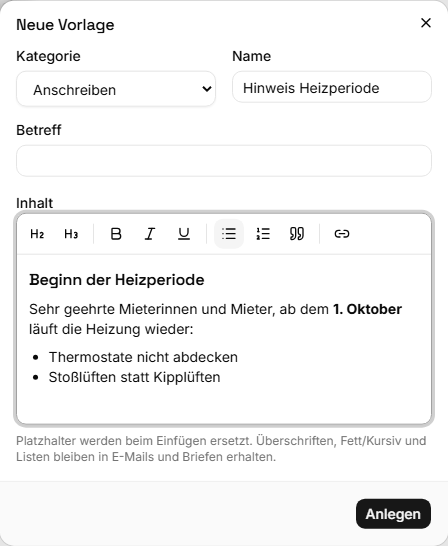 Neue Vorlage
Kategorie
Name
Anschreiben
Hinweis Heizperiode
Betreff
Inhalt
H2 H3 B I U
Beginn der Heizperiode
Sehr geehrte Mieterinnen und Mieter, ab dem 1. Oktober
läuft die Heizung wieder:
• Thermostate nicht abdecken
• Stoßlüften statt Kipplüften
Platzhalter werden beim Einfügen ersetzt. Überschriften, Fett/Kursiv und
Listen bleiben in E-Mails und Briefen erhalten.
Anlegen